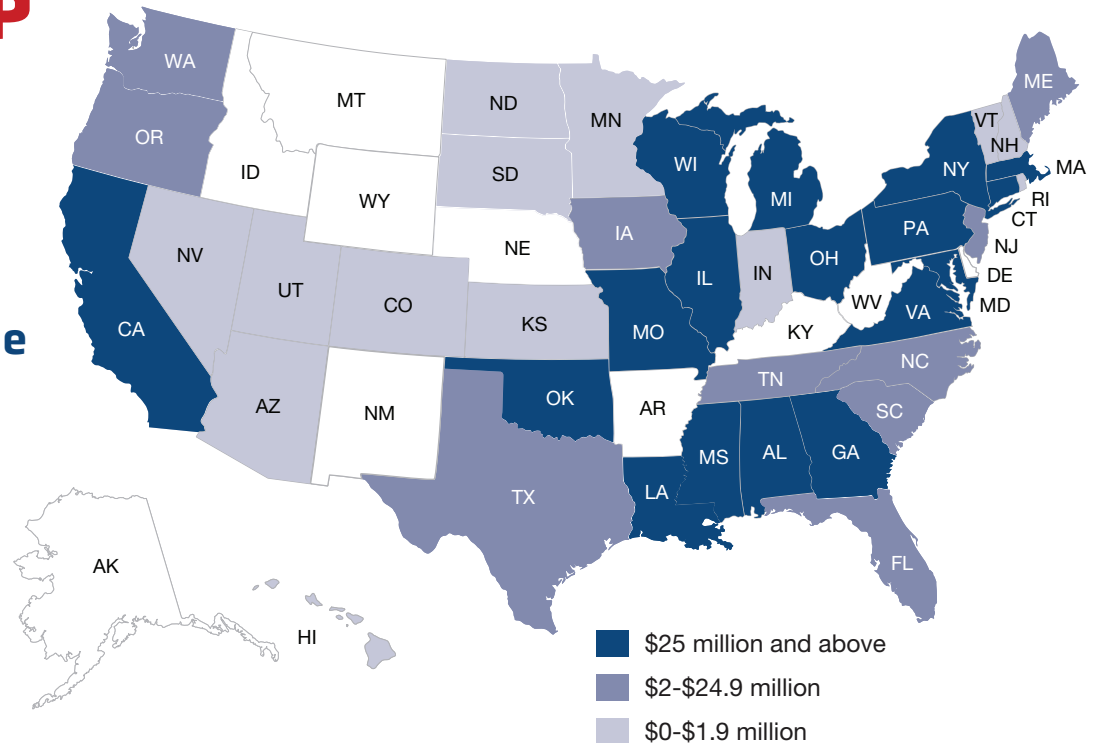 P
WA
ME
MT
ND
VT
MN
OR
NH
WI
NY
MA
ID
SD
MI
RI
WY
CT
PA
IA
NJ
NE
NV
OH
IN
DE
IL
UT
WV
MD
CO
VA
KS
e
CA
MO
KY
NC
TN
AZ
OK
AR
SC
NM
MS
AL
GA
LA
TX
FL
AK
HI
$25 million and above
$2-$24.9 million
$0-$1.9 million